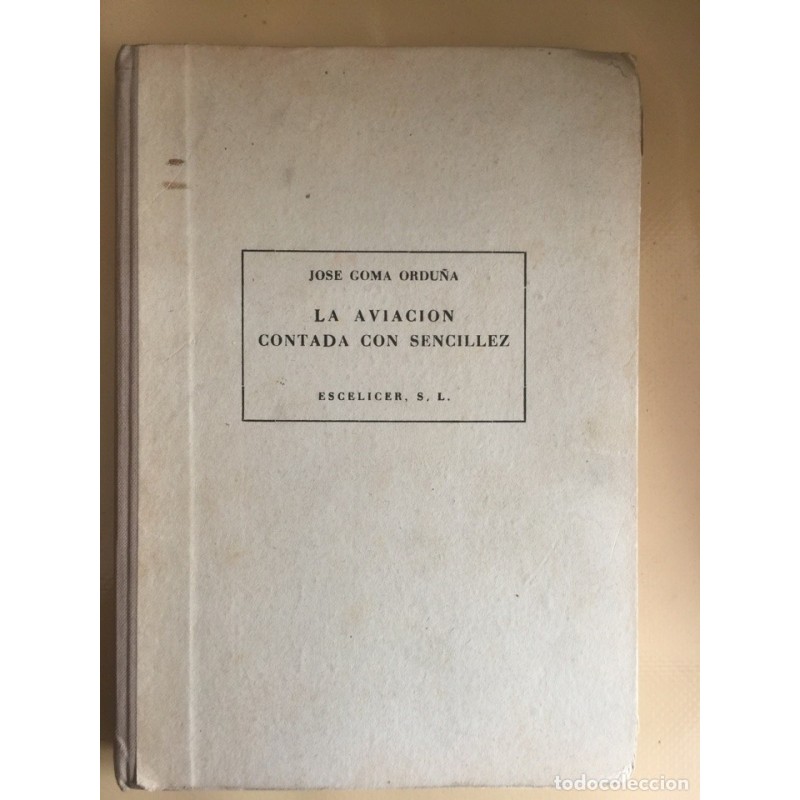 JOSE GOMA ORDUÑA
LA AVIACION
CONTADA CON SENCILLEZ
ESCELICER, S. L.
todocoleccion